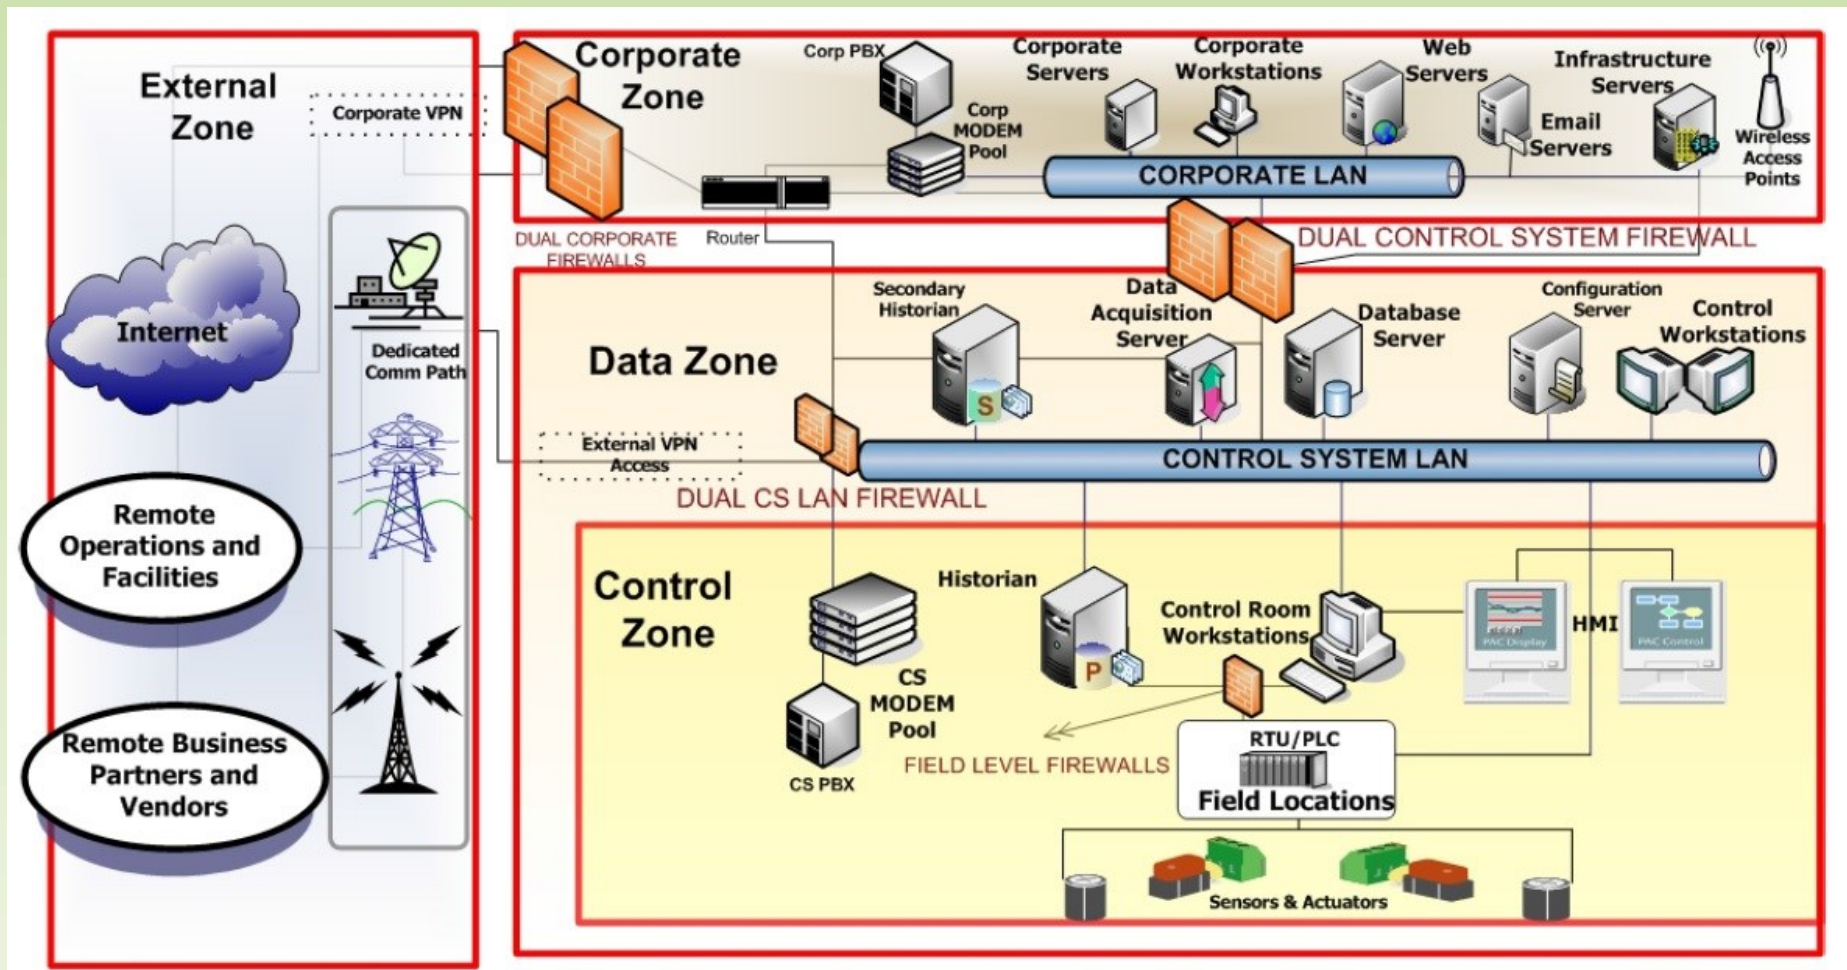 External
Zone
Corporate VPN
Internet
Dedicated
Comm Path
Remote
Operations and
Facilities
Remote Business
Partners and
Vendors
Corporate
Zone
Corp PBX
Corp
MODEM
Pool
Corporate
Servers
Corporate
Workstations
Web
Servers
Email
Servers
Infrastructure
Servers
Wireless
Access
Points
CORPORATE LAN
DUAL CORPORATE
FIREWALLS
Router
DUAL CONTROL SYSTEM FIREWALL
Data Zone
Secondary
Historian
S
Data
Acquisition
Server
Database
Server
Configuration
Server
Control
Workstations
External VPN
Access
CONTROL SYSTEM LAN
DUAL CS LAN FIREWALL
Control
Zone
CS
MODEM
Pool
CS PBX
Historian
P
Control Room
Workstations
PAC Display
HMI
PAC Control
FIELD LEVEL FIREWALLS
RTU/PLC
Field Locations
Sensors & Actuators